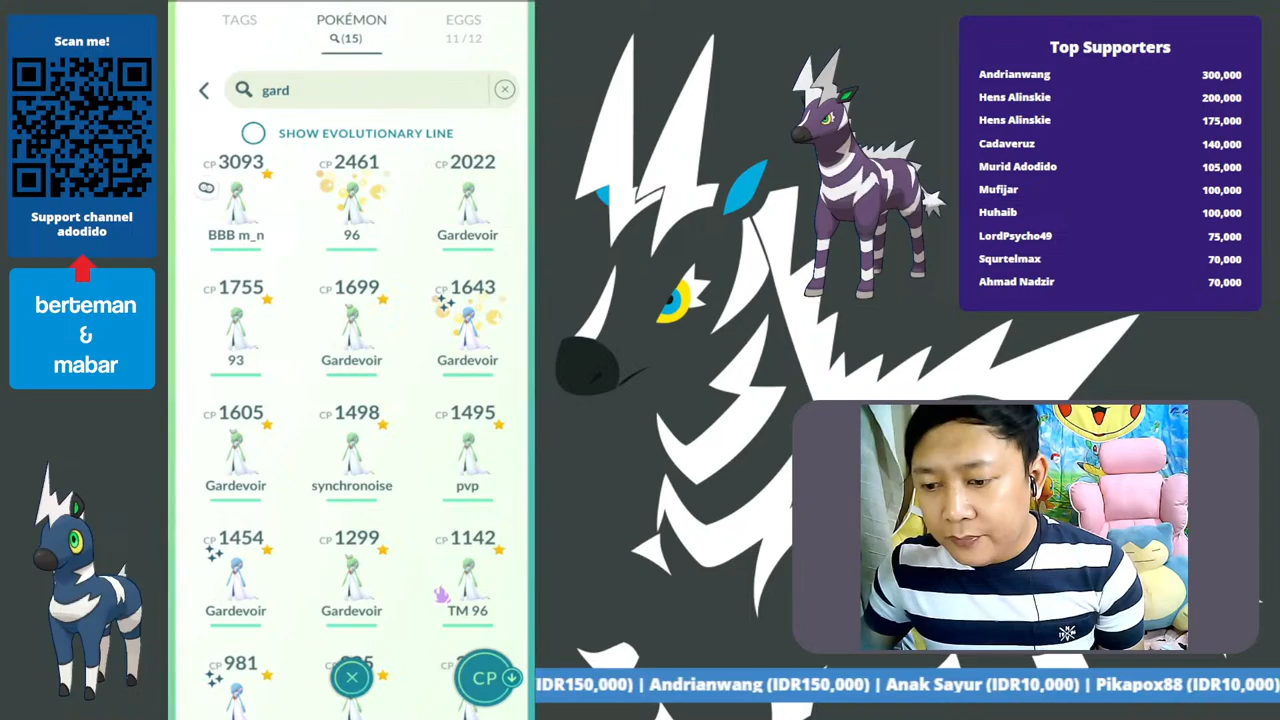 Scan me!
Support channel
adodido
berteman
&
mabar
TAGS
POKÉMON
(15)
EGGS
11/12
gard
SHOW EVOLUTIONARY LINE
CP 3093
BBB m_n
CP 2461
96
CP 2022
Gardevoir
CP 1755
93
CP 1699
Gardevoir
CP 1643
Gardevoir
CP 1605
Gardevoir
CP 1498
synchronoise
CP 1495
pvp
CP 1454
Gardevoir
CP 1299
Gardevoir
CP 1142
TM 96
CP 981
CP
Top Supporters
Andrianwang 300,000
Hens Alinskie 200,000
Hens Alinskie 175,000
Cadaveruz 140,000
Murid Adodido 105,000
Mufijar 100,000
Huhaib 100,000
LordPsycho49 75,000
Squrtelmax 70,000
Ahmad Nadzir 70,000
(IDR150,000) | Andrianwang (IDR150,000) | Anak Sayur (IDR10,000) | Pikapox88 (IDR10,000)